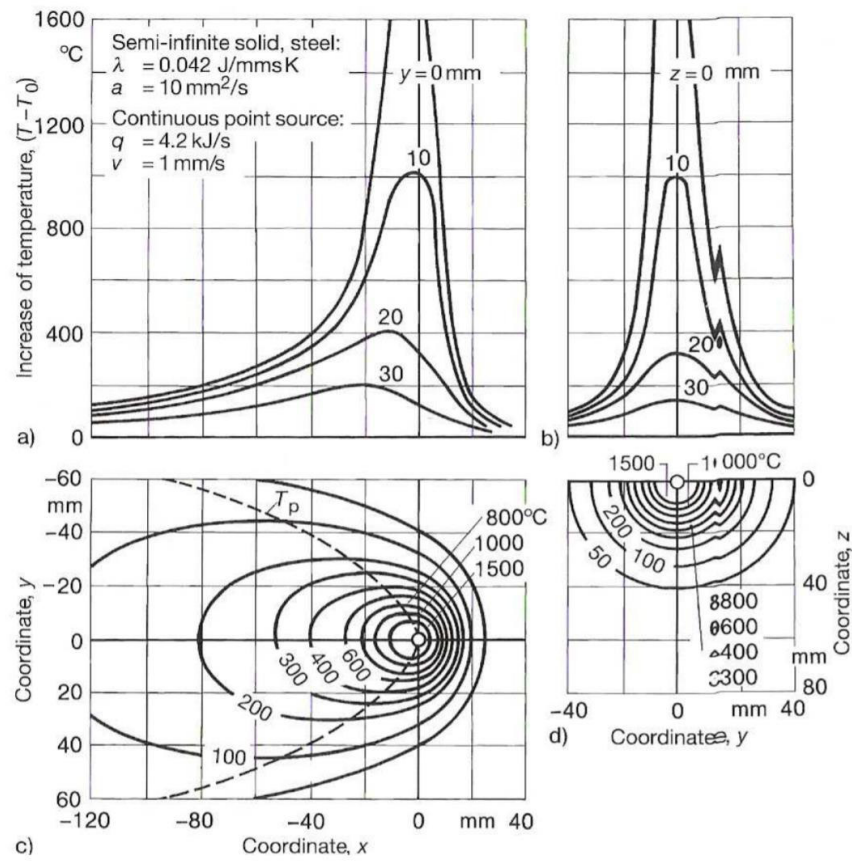 1600
°C
1200
800
400
0
Increase of temperature, (T–T₀)
Semi-infinite solid, steel:
λ = 0.042 J/mmsK
a = 10 mm²/s
Continuous point source:
q = 4.2 kJ/s
v = 1 mm/s
y = 0 mm
10
20
30
a)
z = 0 mm
10
20
30
b)
-60
mm
-40
-20
0
20
40
60
Coordinate, y
Tp
800°C
1000
1500
600
400
300
200
100
-120
-80
-40
0
mm
40
c)
Coordinate, x
1500
1000°C
0
200
100
50
40
800
600
400
300
mm
80
Coordinate, z
-40
0
mm
40
d)
Coordinate, y